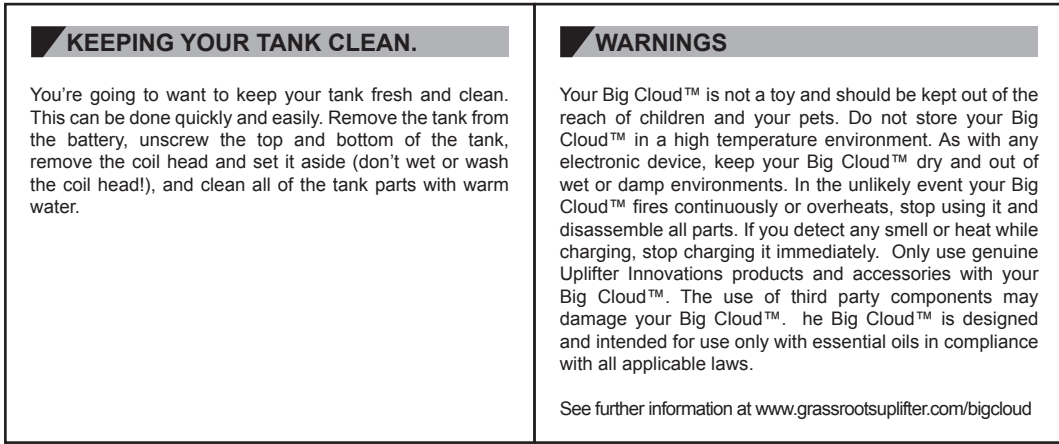 KEEPING YOUR TANK CLEAN.
You're going to want to keep your tank fresh and clean.
This can be done quickly and easily. Remove the tank from
the battery, unscrew the top and bottom of the tank,
remove the coil head and set it aside (don't wet or wash
the coil head!), and clean all of the tank parts with warm
water.
WARNINGS
Your Big Cloud™ is not a toy and should be kept out of the
reach of children and your pets. Do not store your Big
Cloud™ in a high temperature environment. As with any
electronic device, keep your Big Cloud™ dry and out of
wet or damp environments. In the unlikely event your Big
Cloud™ fires continuously or overheats, stop using it and
disassemble all parts. If you detect any smell or heat while
charging, stop charging it immediately.  Only use genuine
Uplifter Innovations products and accessories with your
Big Cloud™. The use of third party components may
damage your Big Cloud™.  he Big Cloud™ is designed
and intended for use only with essential oils in compliance
with all applicable laws.
See further information at www.grassrootsuplifter.com/bigcloud